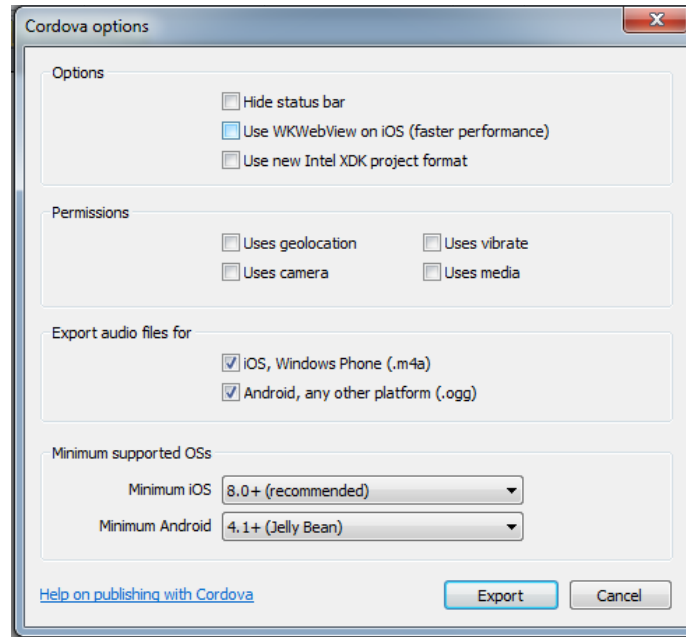 Cordova options
Options
Hide status bar
Use WKWebView on iOS (faster performance)
Use new Intel XDK project format
Permissions
Uses geolocation Uses vibrate
Uses camera Uses media
Export audio files for
iOS, Windows Phone (.m4a)
Android, any other platform (.ogg)
Minimum supported OSs
Minimum iOS 8.0+ (recommended)
Minimum Android 4.1+ (Jelly Bean)
Help on publishing with Cordova Export Cancel